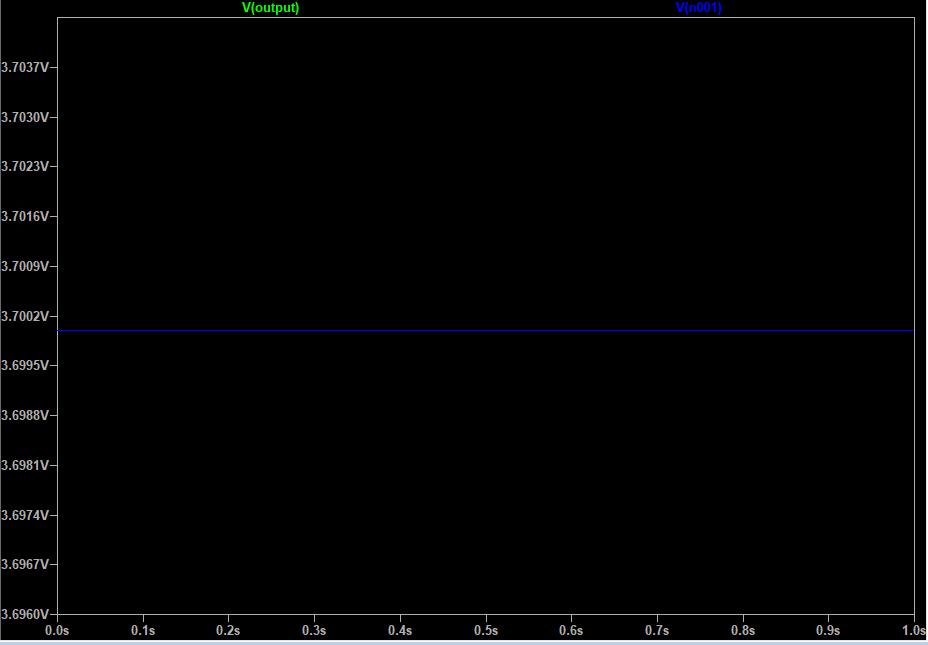 V(output) V(n001)
3.7037V
3.7030V
3.7023V
3.7016V
3.7009V
3.7002V
3.6995V
3.6988V
3.6981V
3.6974V
3.6967V
3.6960V
0.0s 0.1s 0.2s 0.3s 0.4s 0.5s 0.6s 0.7s 0.8s 0.9s 1.0s